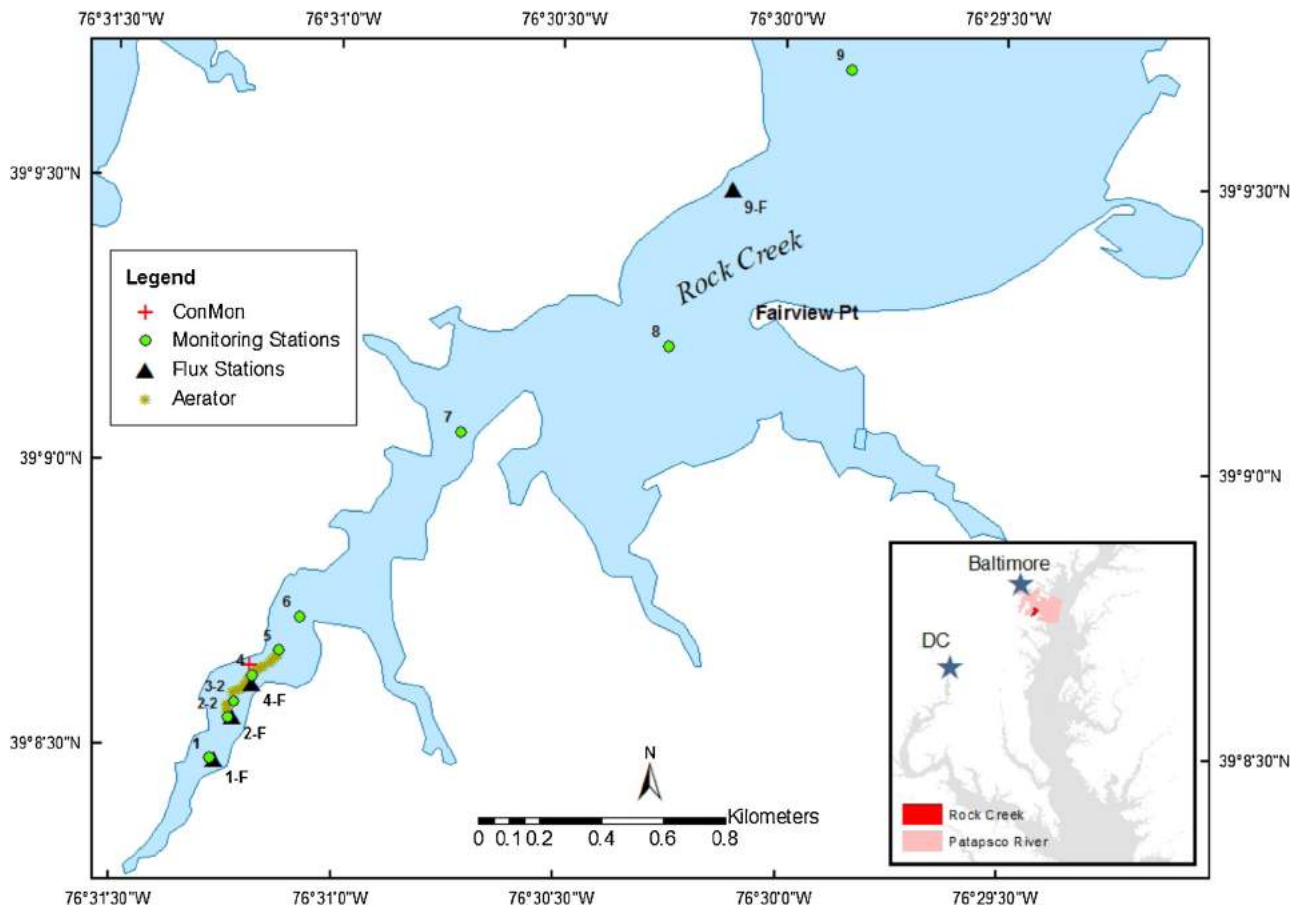 76°31'30"W 76°31'0"W 76°30'30"W 76°30'0"W 76°29'30"W
9
39°9'30"N
39°9'30"N
9-F
Rock Creek
Fairview Pt
Legend
ConMon
Monitoring Stations
Flux Stations
Aerator
8
7
39°9'0"N
39°9'0"N
6
5
4
3-2
4-F
2-2
2-F
1
1-F
39°8'30"N
39°8'30"N
N
Kilometers
0 0.1 0.2 0.4 0.6 0.8
Baltimore
DC
Rock Creek
Patapsco River
76°31'30"W 76°31'0"W 76°30'30"W 76°30'0"W 76°29'30"W